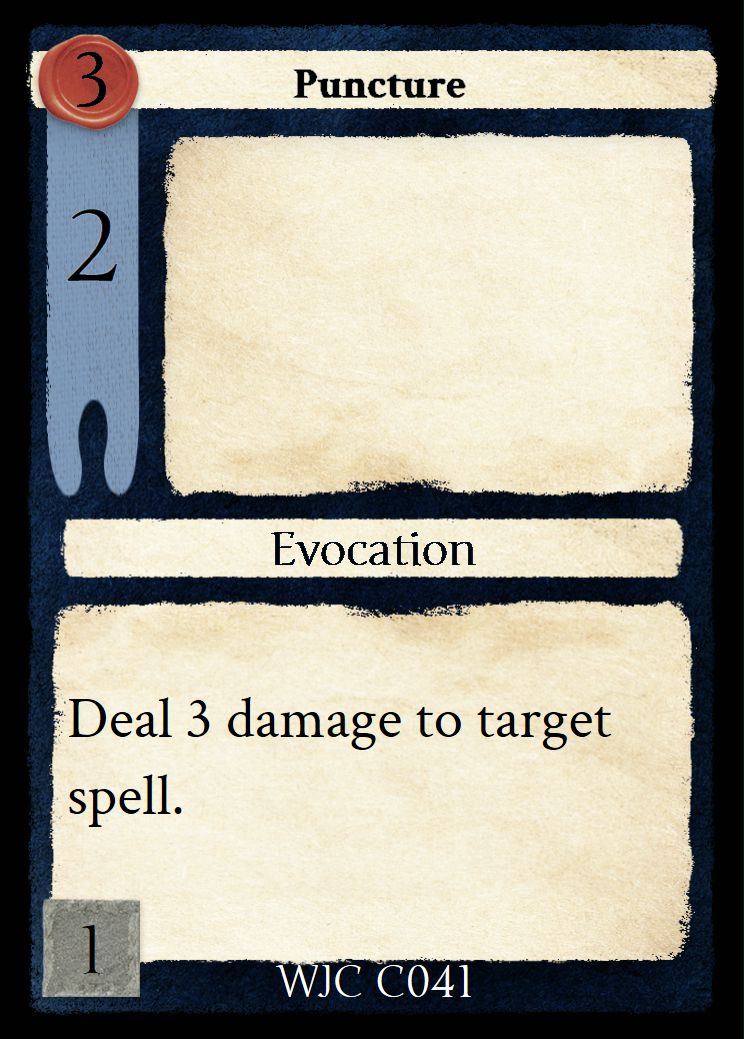 3
Puncture
2
Evocation
Deal 3 damage to target
spell.
1
WJC C041